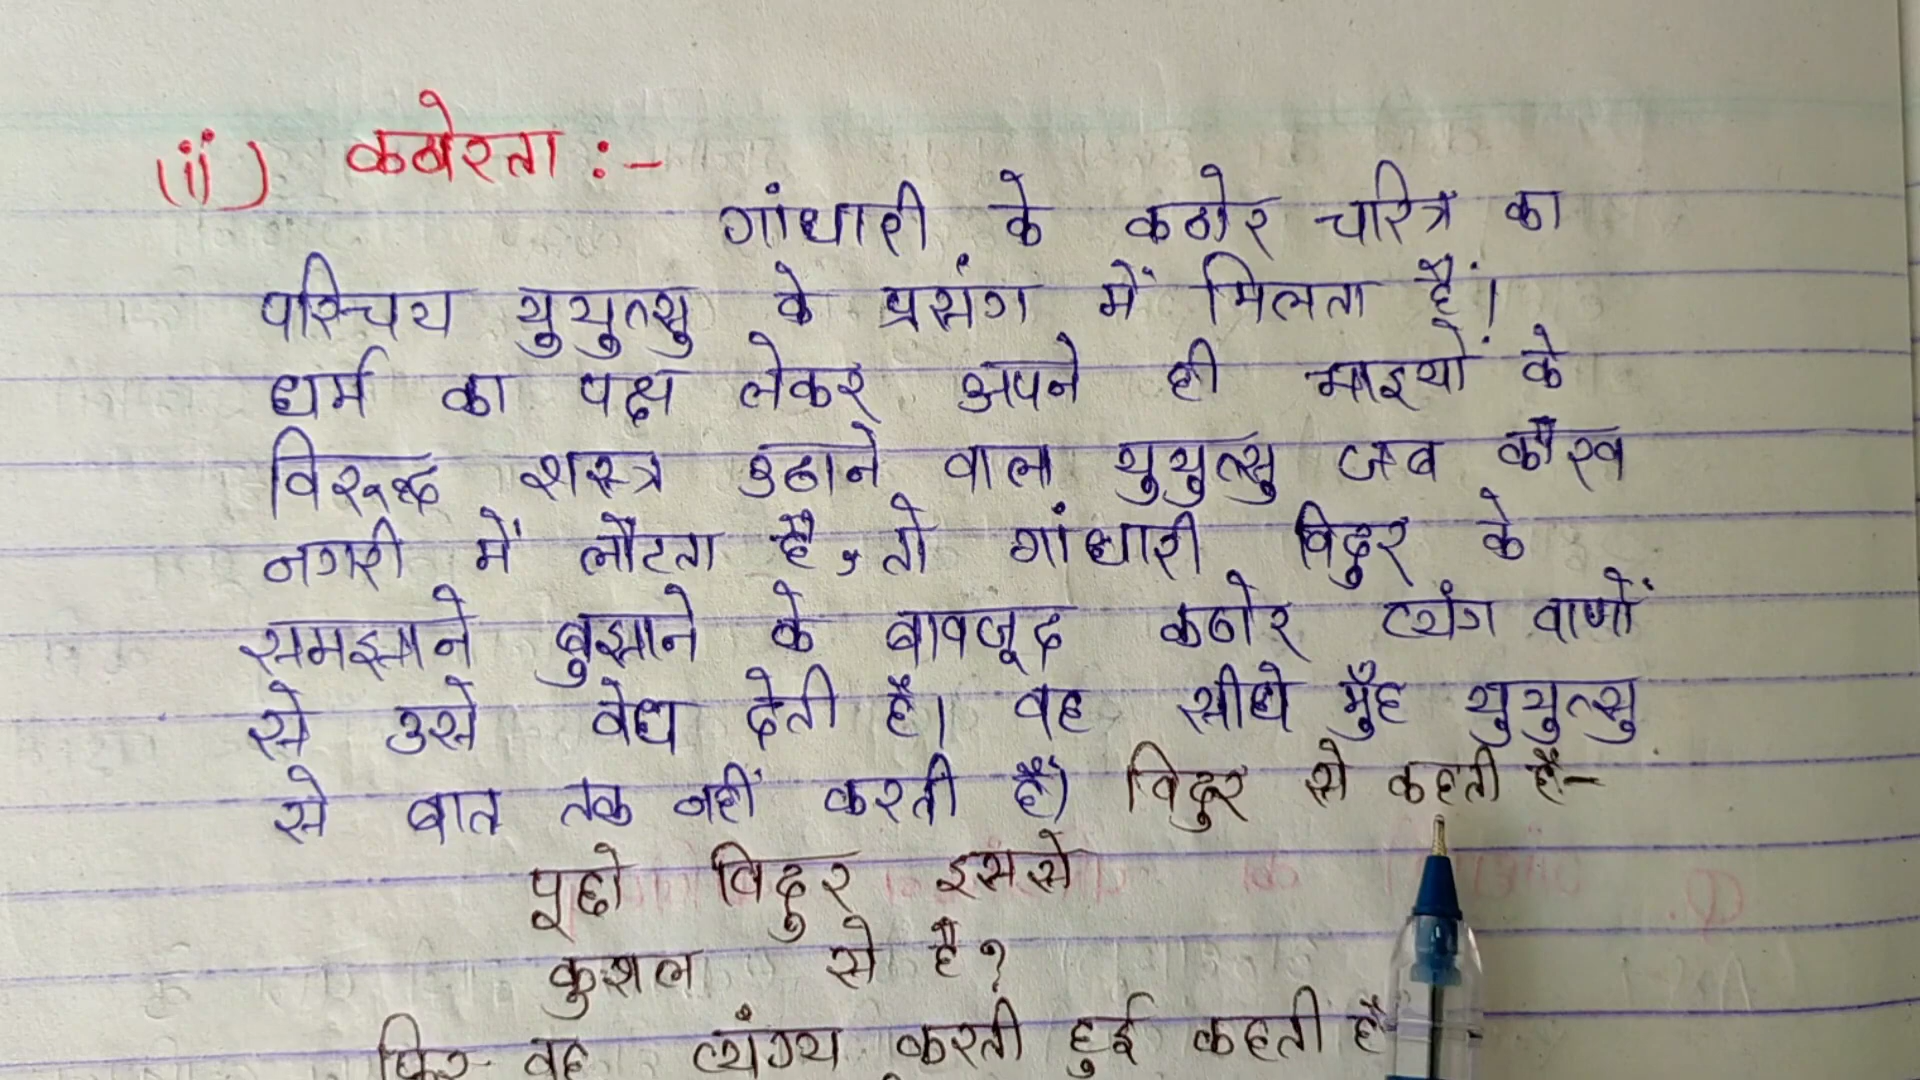 (ii) कठोरता :-
गांधारी के कठोर चरित्र का
परिचय युयुत्सु के प्रसंग में मिलता हैं।
धर्म का पक्ष लेकर अपने ही भाइयों के
विरूद्ध शस्त्र उठाने वाला युयुत्सु जब कौरव
नगरी में लौटता है, तो गांधारी विदुर के
समझाने बुझाने के बावजूद कठोर व्यंग वाणों
से उसे वेध देती है। वह सीधे मुँह युयुत्सु
से बात तक नहीं करती हैं। विदुर से कहती हैं-
पूछो विदुर इससे
कुशल से है?
फिर वह व्यंग्य करती हुई कहती है